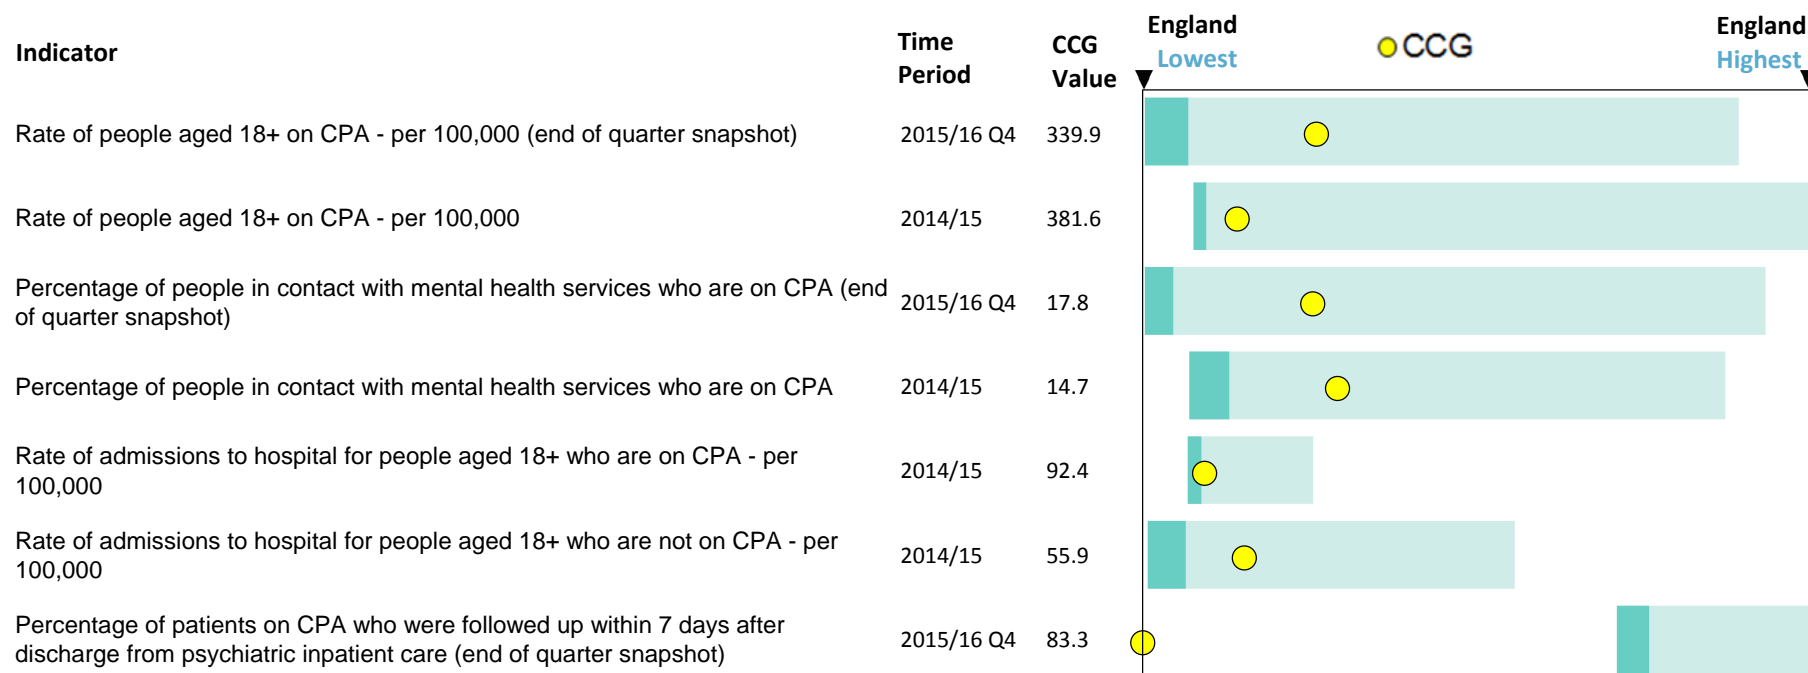 Indicator
Time
Period
CCG
Value
England
Lowest
CCG
England
Highest
Rate of people aged 18+ on CPA - per 100,000 (end of quarter snapshot)
2015/16 Q4
339.9
Rate of people aged 18+ on CPA - per 100,000
2014/15
381.6
Percentage of people in contact with mental health services who are on CPA (end
of quarter snapshot)
2015/16 Q4
17.8
Percentage of people in contact with mental health services who are on CPA
2014/15
14.7
Rate of admissions to hospital for people aged 18+ who are on CPA - per
100,000
2014/15
92.4
Rate of admissions to hospital for people aged 18+ who are not on CPA - per
100,000
2014/15
55.9
Percentage of patients on CPA who were followed up within 7 days after
discharge from psychiatric inpatient care (end of quarter snapshot)
2015/16 Q4
83.3